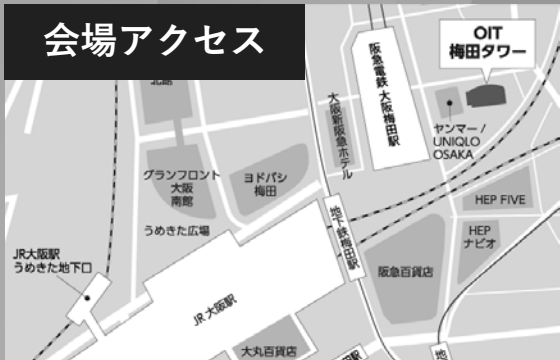 会場アクセス
OIT
梅田タワー
阪急電鉄 大阪梅田駅
北館
大阪新阪急ホテル
ヤンマー /
UNIQLO
OSAKA
グランフロント
大阪
南館
ヨドバシ
梅田
HEP FIVE
うめきた広場
地下鉄梅田駅
HEP
ナビオ
JR大阪駅
うめきた地下口
阪急百貨店
JR 大阪駅
大丸百貨店